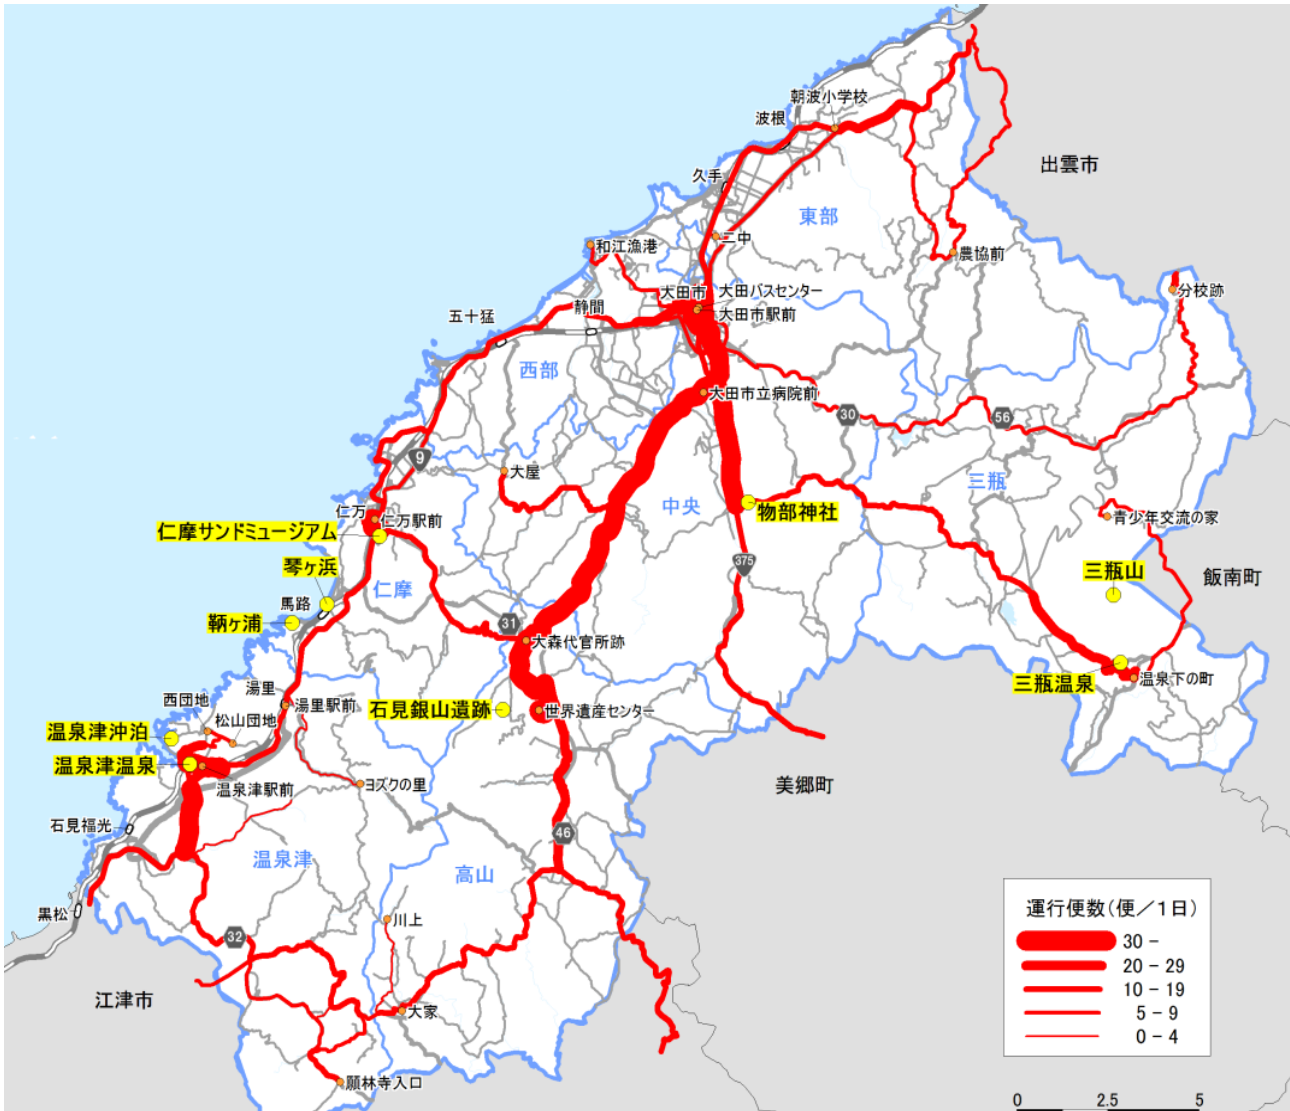 朝波小学校
波根
出雲市
久手
東部
二中
和江漁港
農協前
大田市
大田バスセンター
分校跡
静間
大田市駅前
五十猛
西部
大田市立病院前
30
56
9
大屋
三瓶
中央
仁万
仁万駅前
物部神社
青少年交流の家
仁摩サンドミュージアム
375
琴ヶ浜
三瓶山
飯南町
仁摩
馬路
鞆ヶ浦
31
大森代官所跡
三瓶温泉
温泉下の町
湯里
西団地
湯里駅前
石見銀山遺跡
世界遺産センター
松山団地
温泉津沖泊
温泉津温泉
温泉津駅前
ヨズクの里
美郷町
石見福光
46
温泉津
高山
黒松
川上
32
江津市
大家
願林寺入口
運行便数(便/1日)
30 -
20 - 29
10 - 19
5 - 9
0 - 4
0 2.5 5